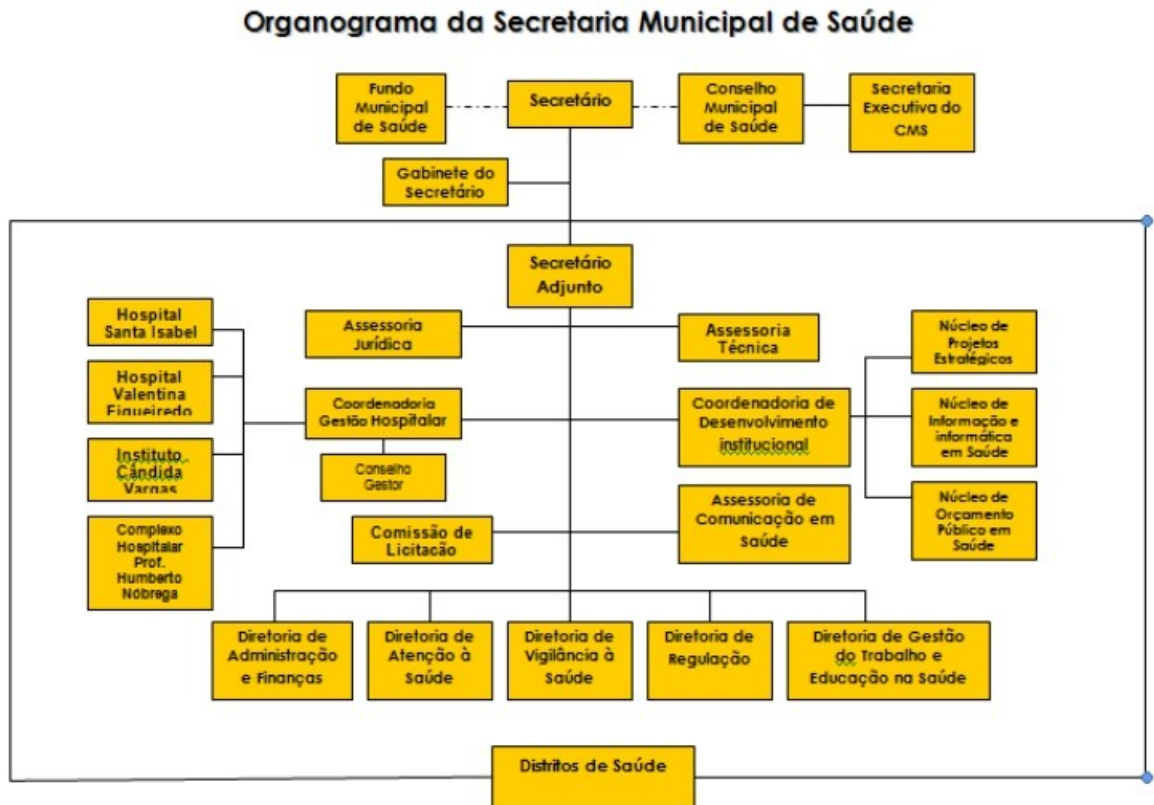 Organograma da Secretaria Municipal de Saúde
Fundo
Municipal
de Saúde
Secretário
Conselho
Municipal
de Saúde
Secretaria
Executiva do
CMS
Gabinete do
Secretário
Secretário
Adjunto
Hospital
Santa Isabel
Assessoria
Jurídica
Assessoria
Técnica
Núcleo de
Projetos
Estratégicos
Hospital
Valentina
Figueiredo
Coordenadoria
Gestão Hospitalar
Coordenadoria de
Desenvolvimento
institucional
Núcleo de
Informação e
informática
em Saúde
Instituto
Cândida
Vargas
Conselho
Gestor
Assessoria de
Comunicação em
Saúde
Núcleo de
Orçamento
Público em
Saúde
Complexo
Hospitalar
Prof.
Humberto
Nóbrega
Comissão de
Licitacão
Diretoria de
Administração
e Finanças
Diretoria de
Atenção à
Saúde
Diretoria de
Vigilância à
Saúde
Diretoria de
Regulação
Diretoria de Gestão
do Trabalho e
Educação na Saúde
Distritos de Saúde